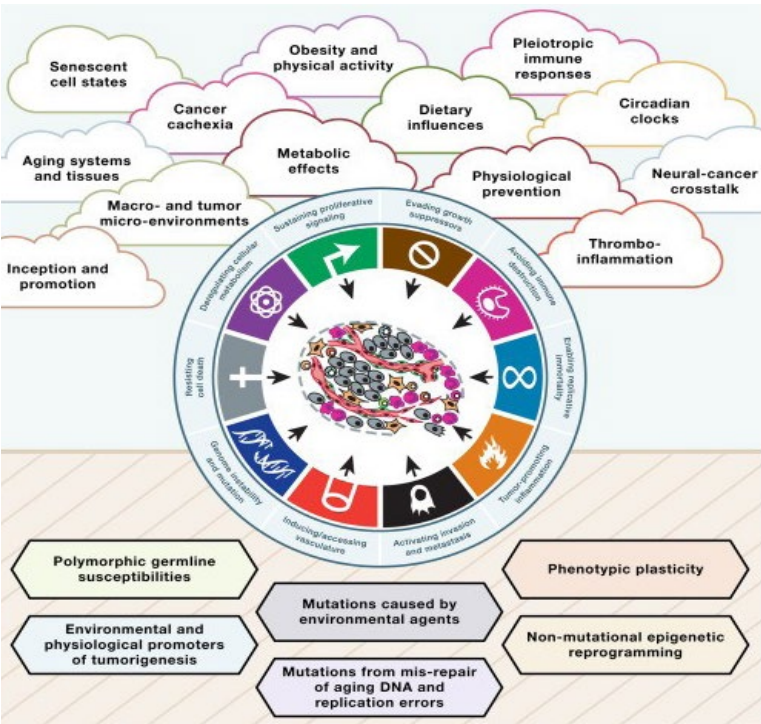 Senescent
cell states
Obesity and
physical activity
Pleiotropic
immune
responses
Cancer
cachexia
Dietary
influences
Circadian
clocks
Aging systems
and tissues
Metabolic
effects
Physiological
prevention
Neural-cancer
crosstalk
Macro- and tumor
micro-environments
Thrombo-
inflammation
Inception and
promotion
Sustaining proliferative
signaling
Evading growth
suppressors
Avoiding immune
destruction
Enabling replicative
immortality
Tumor-promoting
inflammation
Activating invasion
and metastasis
Inducing/accessing
vasculature
Genome instability
and mutation
Resisting
cell death
Deregulating cellular
metabolism
Polymorphic germline
susceptibilities
Phenotypic plasticity
Mutations caused by
environmental agents
Environmental and
physiological promoters
of tumorigenesis
Non-mutational epigenetic
reprogramming
Mutations from mis-repair
of aging DNA and
replication errors